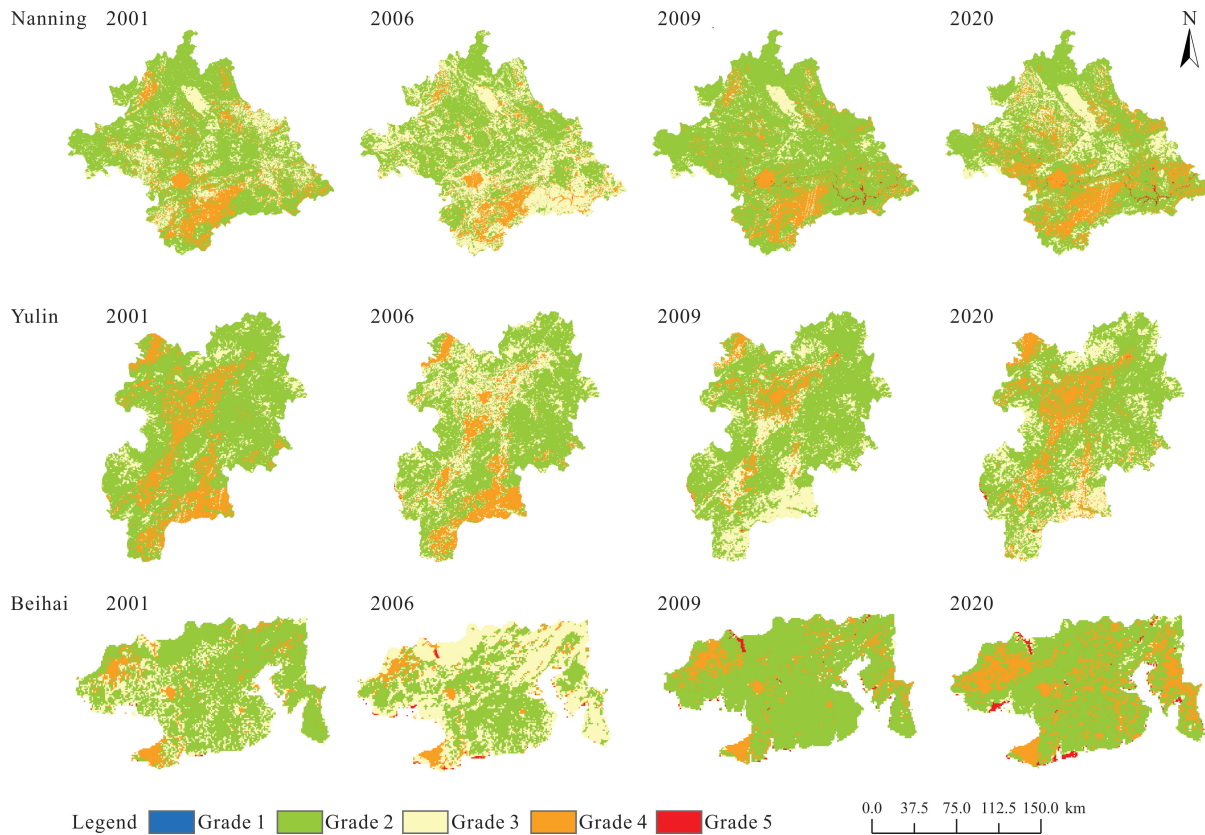 Nanning 2001 2006 2009 2020 N
Yulin 2001 2006 2009 2020
Beihai 2001 2006 2009 2020
Legend Grade 1 Grade 2 Grade 3 Grade 4 Grade 5
0.0 37.5 75.0 112.5 150.0 km